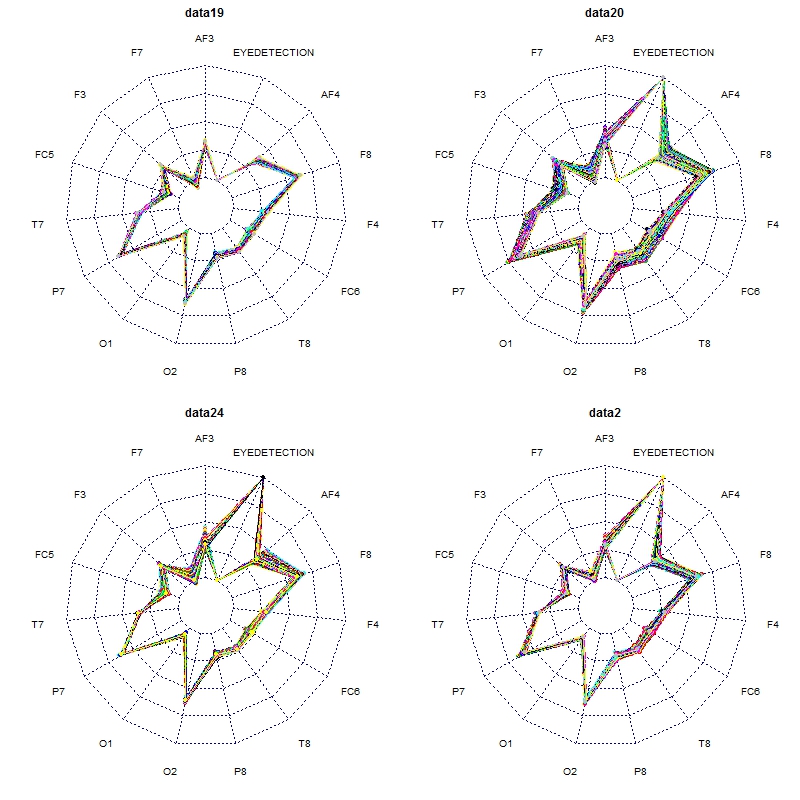 data19
data20
AF3
AF3
F7
EYEDETECTION
F7
EYEDETECTION
F3
AF4
F3
AF4
FC5
F8
FC5
F8
T7
F4
T7
F4
P7
FC6
P7
FC6
O1
T8
O1
T8
O2
P8
O2
P8
data24
data2
AF3
AF3
F7
EYEDETECTION
F7
EYEDETECTION
F3
AF4
F3
AF4
FC5
F8
FC5
F8
T7
F4
T7
F4
P7
FC6
P7
FC6
O1
T8
O1
T8
O2
P8
O2
P8